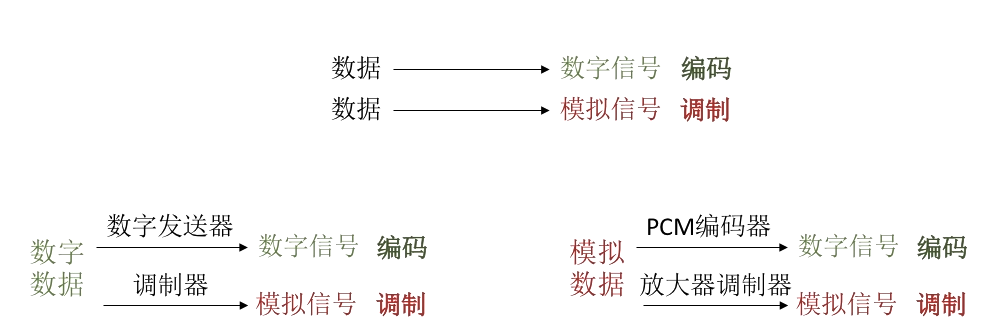 数据 数字信号 编码
数据 模拟信号 调制
数字发送器
数字数据
数字信号 编码
调制器
模拟信号 调制
PCM编码器
模拟数据
数字信号 编码
放大器调制器
模拟信号 调制